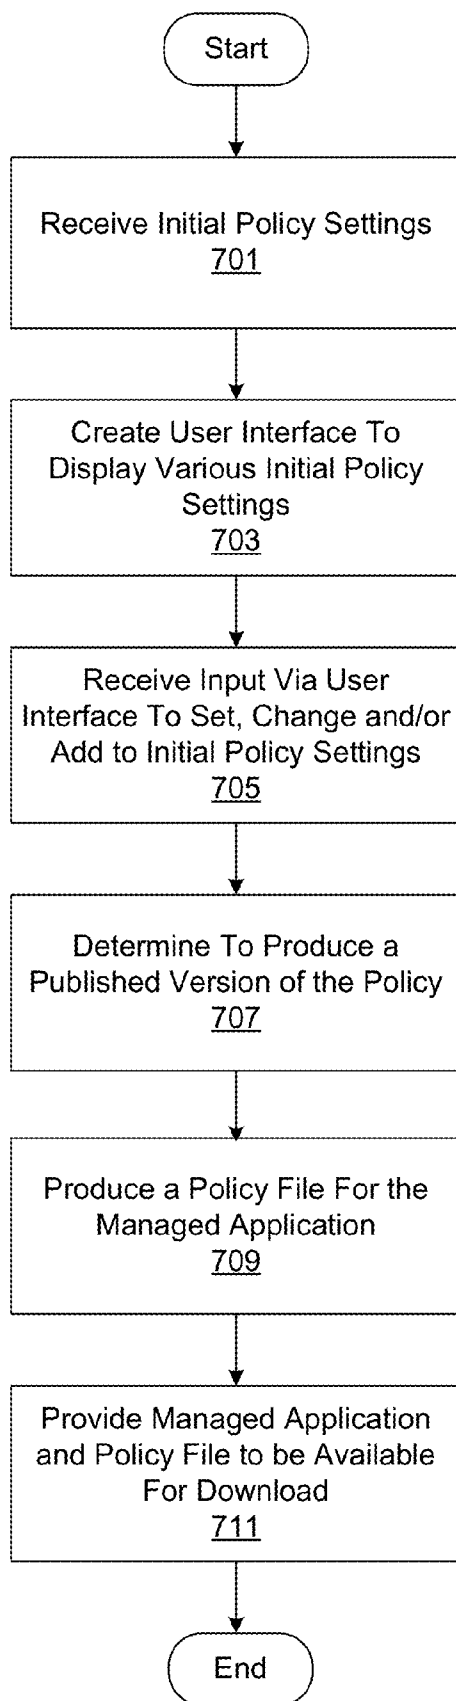 Start
Receive Initial Policy Settings
701
Create User Interface To
Display Various Initial Policy
Settings
703
Receive Input Via User
Interface To Set, Change and/or
Add to Initial Policy Settings
705
Determine To Produce a
Published Version of the Policy
707
Produce a Policy File For the
Managed Application
709
Provide Managed Application
and Policy File to be Available
For Download
711
End